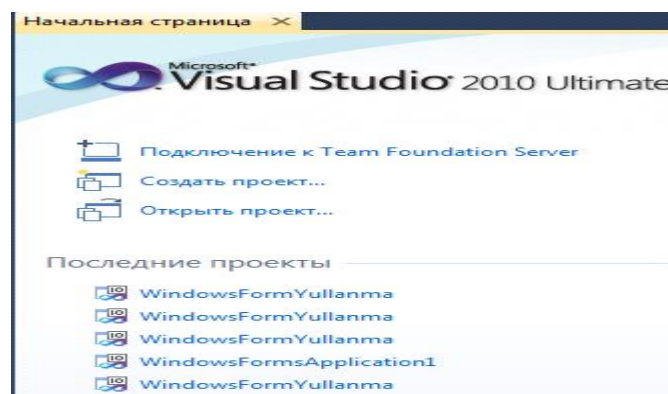 Начальная страница
Microsoft®
Visual Studio® 2010 Ultimate
Подключение к Team Foundation Server
Создать проект...
Открыть проект...
Последние проекты
WindowsFormYullanma
WindowsFormYullanma
WindowsFormYullanma
WindowsFormsApplication1
WindowsFormYullanma